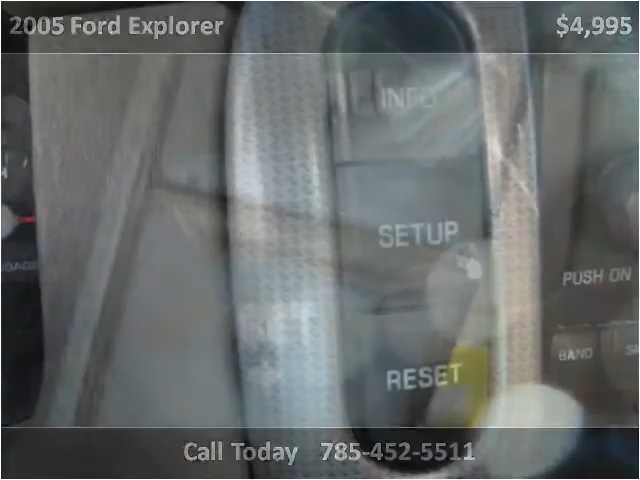 2005 Ford Explorer
$4,995
INFO
SETUP
PUSH ON
BAND
RESET
Call Today 785-452-5511